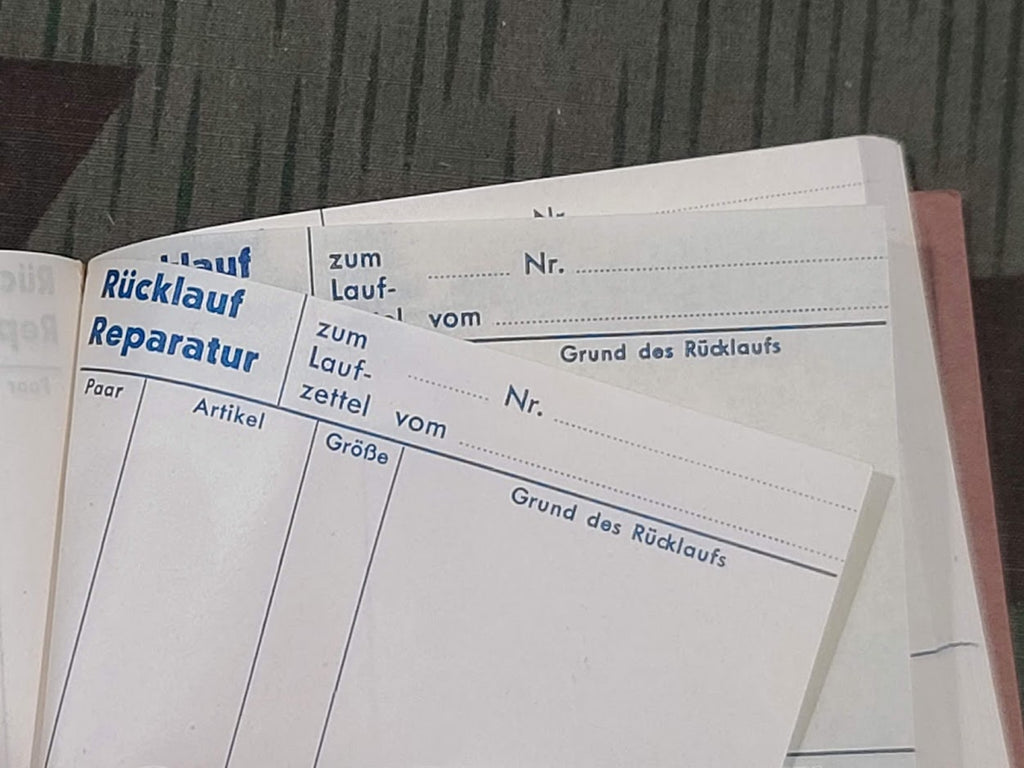 Nr.
zum
Lauf-
Nr.
vom
Grund des Rücklaufs
Rücklauf
Reparatur
zum
Lauf-
zettel vom
Nr.
Paar
Artikel
Größe
Grund des Rücklaufs